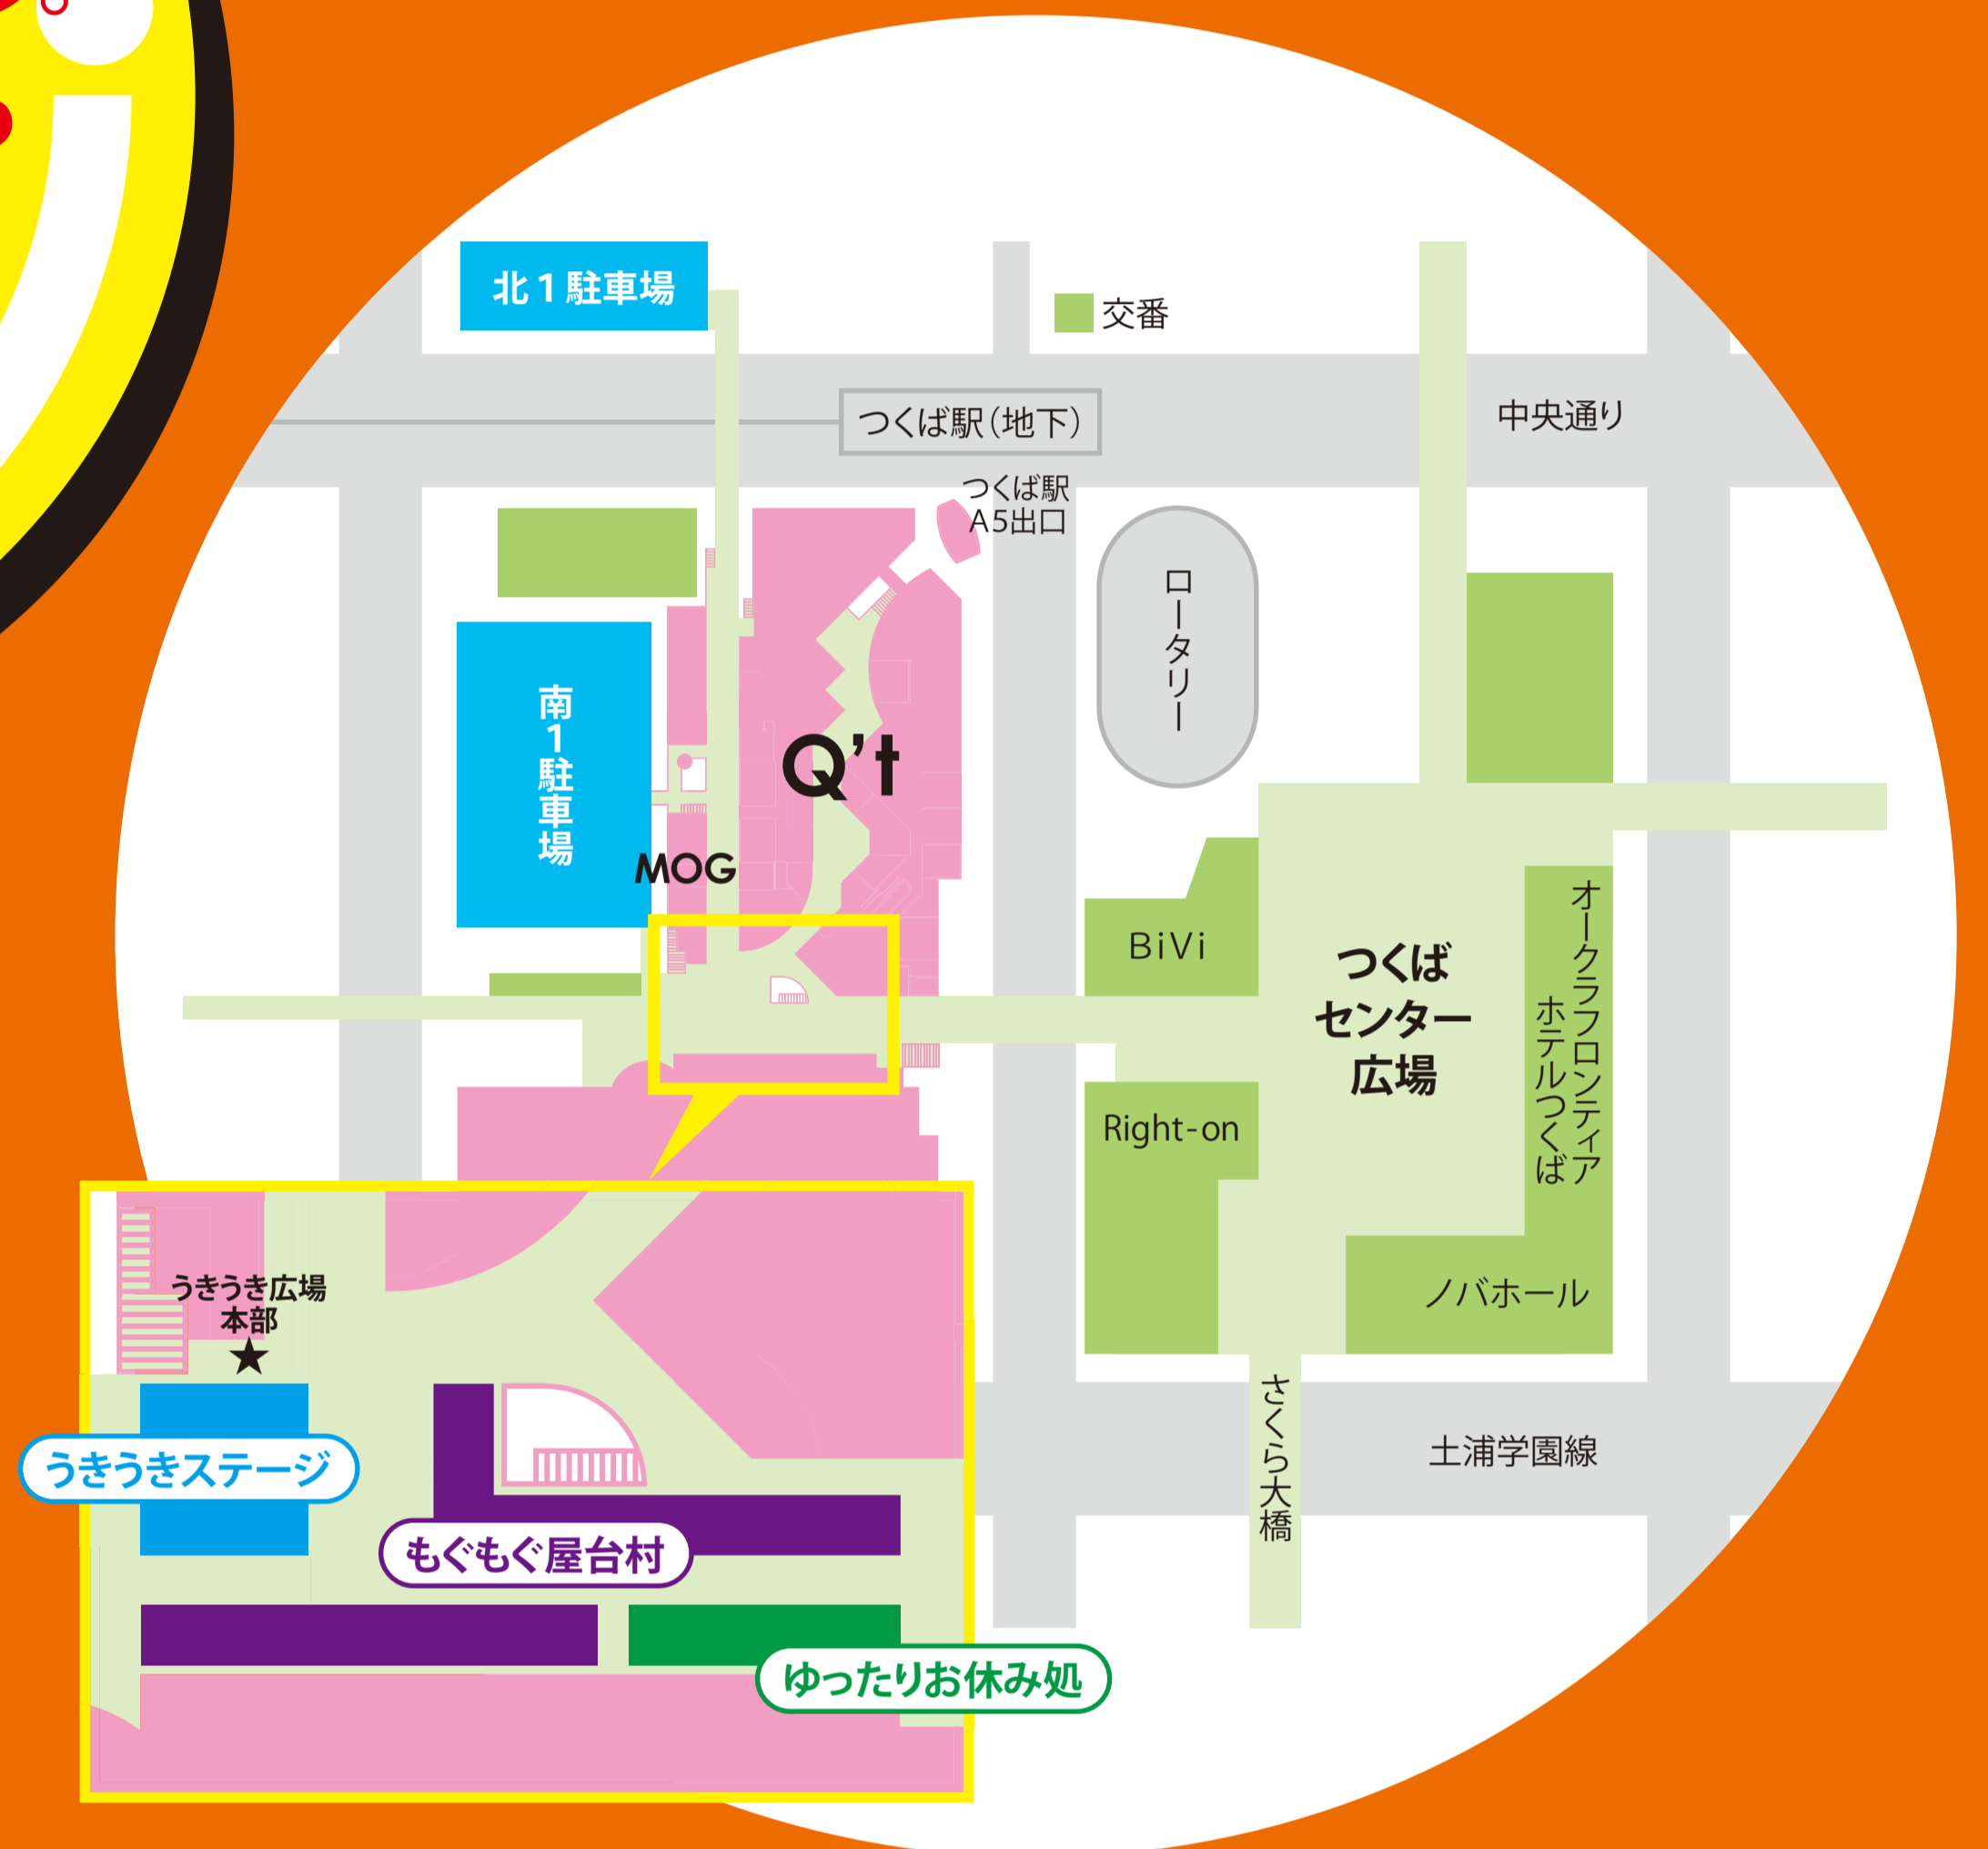 北1駐車場
交番
つくば駅(地下)
中央通り
つくば駅
A5出口
ロータリー
南1駐車場
Q't
MOG
BiVi
つくば
センター
広場
オークラフロンティア
ホテルつくば
Right-on
ノバホール
さくら大橋
土浦学園線
うきうき広場
本部
★
うきうきステージ
もぐもぐ屋台村
ゆったりお休み処